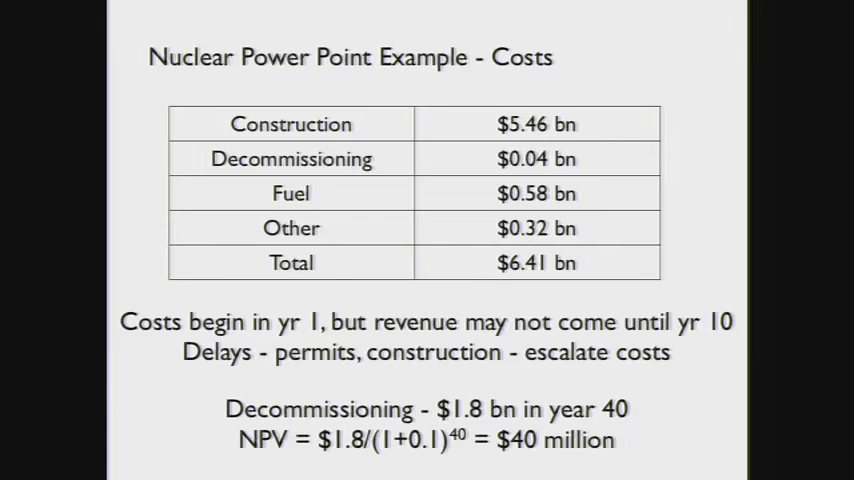 Nuclear Power Point Example - Costs
Construction $5.46 bn
Decommissioning $0.04 bn
Fuel $0.58 bn
Other $0.32 bn
Total $6.41 bn
Costs begin in yr 1, but revenue may not come until yr 10
Delays - permits, construction - escalate costs
Decommissioning - $1.8 bn in year 40
NPV = $1.8/(1+0.1)⁴⁰ = $40 million